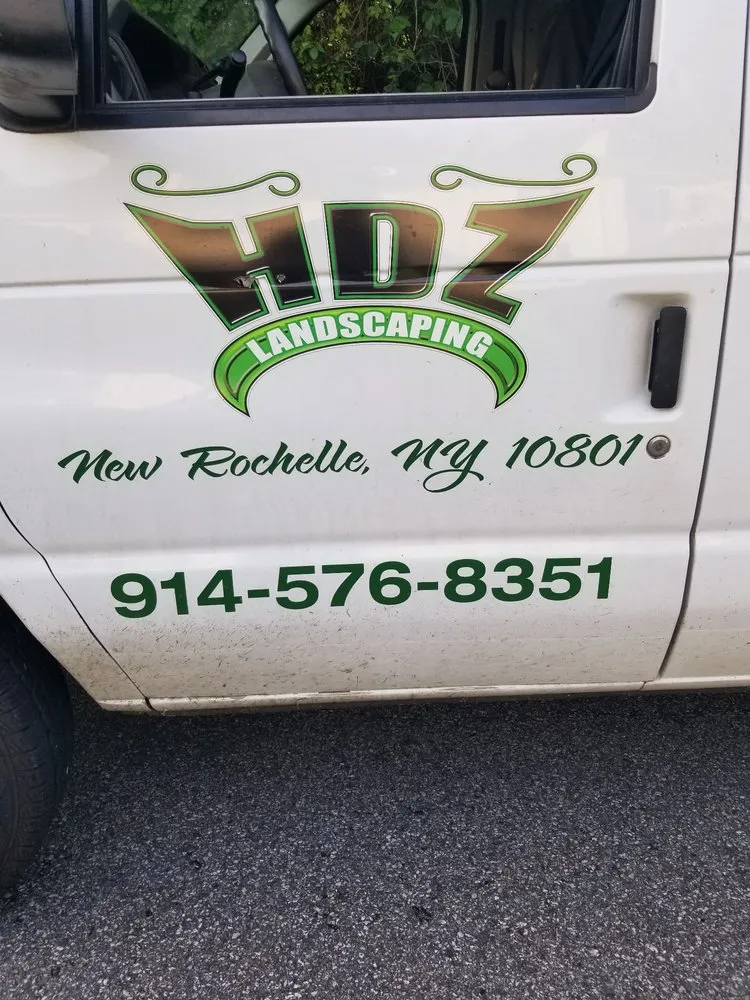 HDZ
LANDSCAPING
New Rochelle, NY 10801
914-576-8351